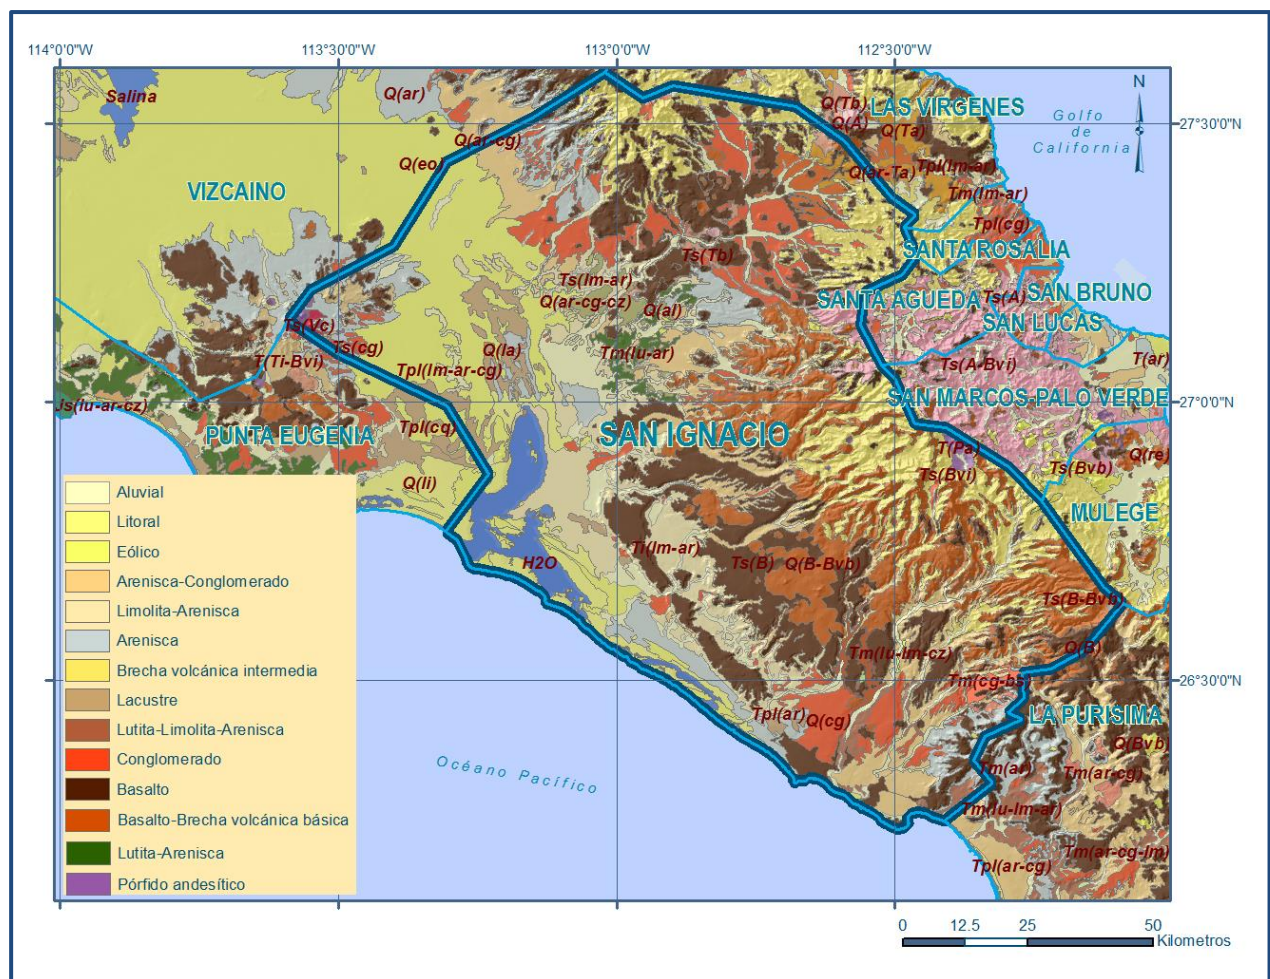 114°0'0"W
113°30'0"W
113°0'0"W
112°30'0"W
Salina
Q(ar)
Q(Tb)
LAS VIRGENES
Q(A)
Q(Ta)
Golfo
de
California
N
27°30'0"N
Q(ar-cg)
Q(eo)
Q(ar-Ta)
Tpl(lm-ar)
VIZCAINO
Tm(lm-ar)
Tpl(cg)
SANTA ROSALIA
Ts(Tb)
Ts(lm-ar)
Q(ar-cg-cz)
Q(al)
SANTA AGUEDA
Ts(A)
SAN BRUNO
SAN LUCAS
Ts(Vc)
Ts(cg)
Q(la)
Tm(lu-ar)
T(Ti-Bvi)
Tpl(lm-ar-cg)
Ts(A-Bvi)
T(ar)
Js(lu-ar-cz)
SAN MARCOS-PALO VERDE
27°0'0"N
PUNTA EUGENIA
Tpl(cq)
SAN IGNACIO
T(Pa)
Q(re)
Ts(Bvi)
Ts(Bvb)
Q(li)
MULEGE
Ti(lm-ar)
H2O
Ts(B)
Q(B-Bvb)
Ts(B-Bvb)
Q(B)
Tm(lu-lm-cz)
Tm(cg-bs)
26°30'0"N
Tpl(ar)
Q(cg)
LA PURISIMA
Q(Bvb)
Océano Pacífico
Tm(ar)
Tm(ar-cg)
Tm(lu-lm-ar)
Tm(ar-cg-lm)
Tpl(ar-cg)
Aluvial
Litoral
Eólico
Arenisca-Conglomerado
Limolita-Arenisca
Arenisca
Brecha volcánica intermedia
Lacustre
Lutita-Limolita-Arenisca
Conglomerado
Basalto
Basalto-Brecha volcánica básica
Lutita-Arenisca
Pórfido andesítico
0 12.5 25 50
Kilometros